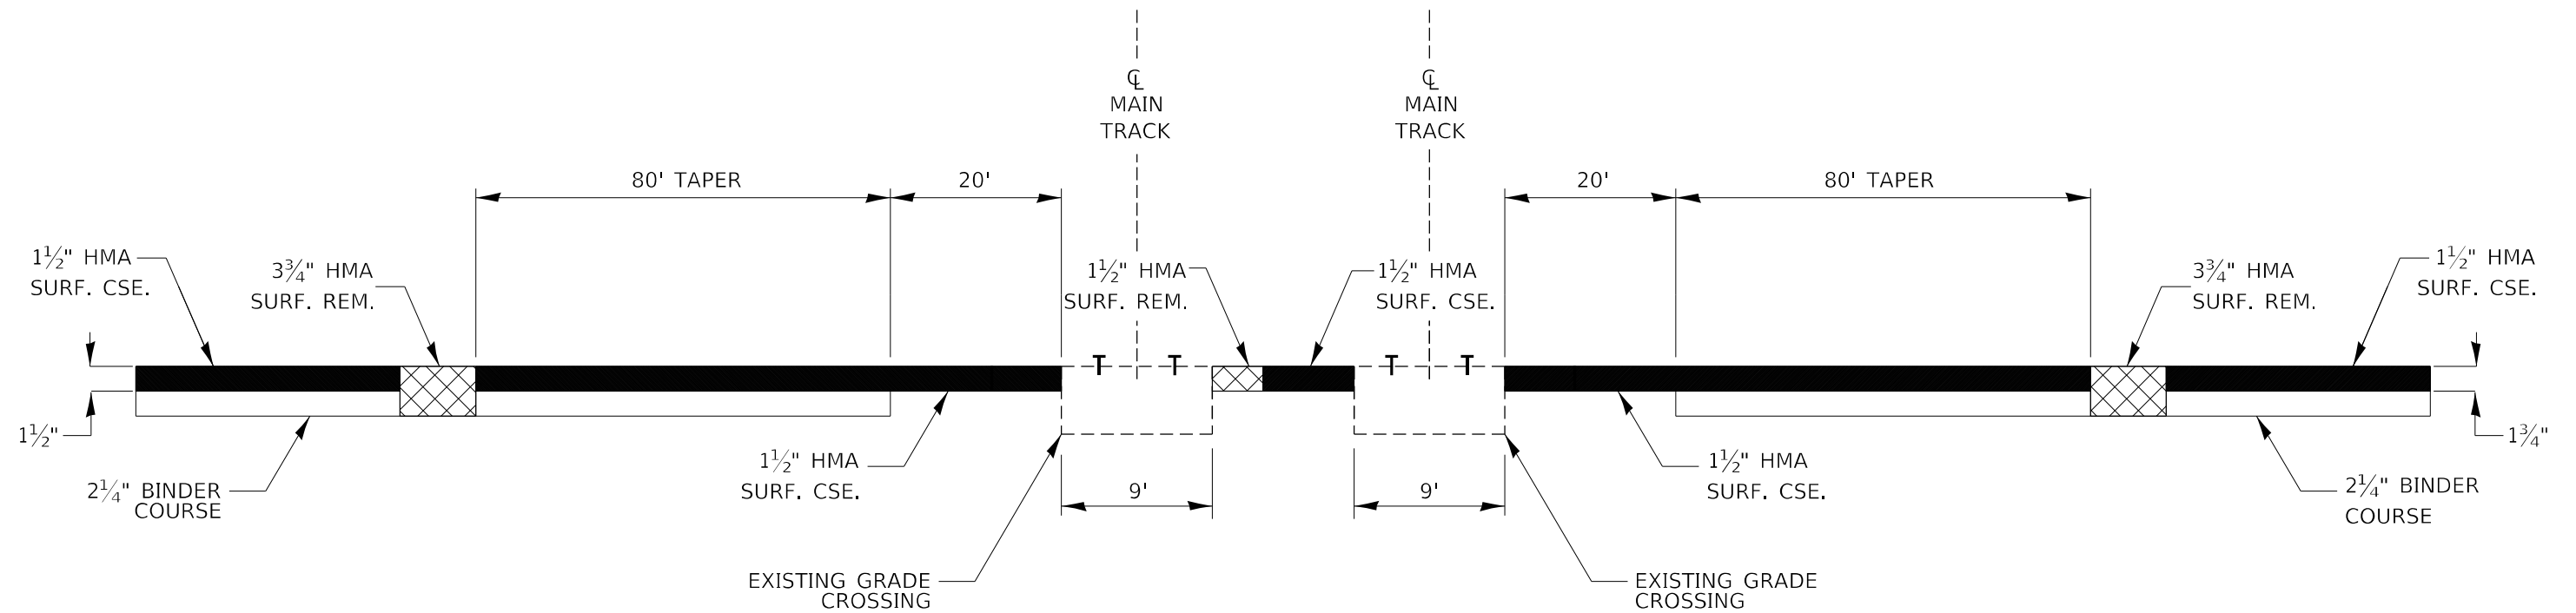 ℄ ℄
MAIN MAIN
TRACK TRACK
80' TAPER 20' 20' 80' TAPER
1½" HMA
SURF. CSE.
3¾" HMA
SURF. REM.
1½" HMA
SURF. REM.
1½" HMA
SURF. CSE.
3¾" HMA
SURF. REM.
1½" HMA
SURF. CSE.
1½"
1¾"
2¼" BINDER
COURSE
1½" HMA
SURF. CSE.
9' 9'
1½" HMA
SURF. CSE.
2¼" BINDER
COURSE
EXISTING GRADE
CROSSING
EXISTING GRADE
CROSSING